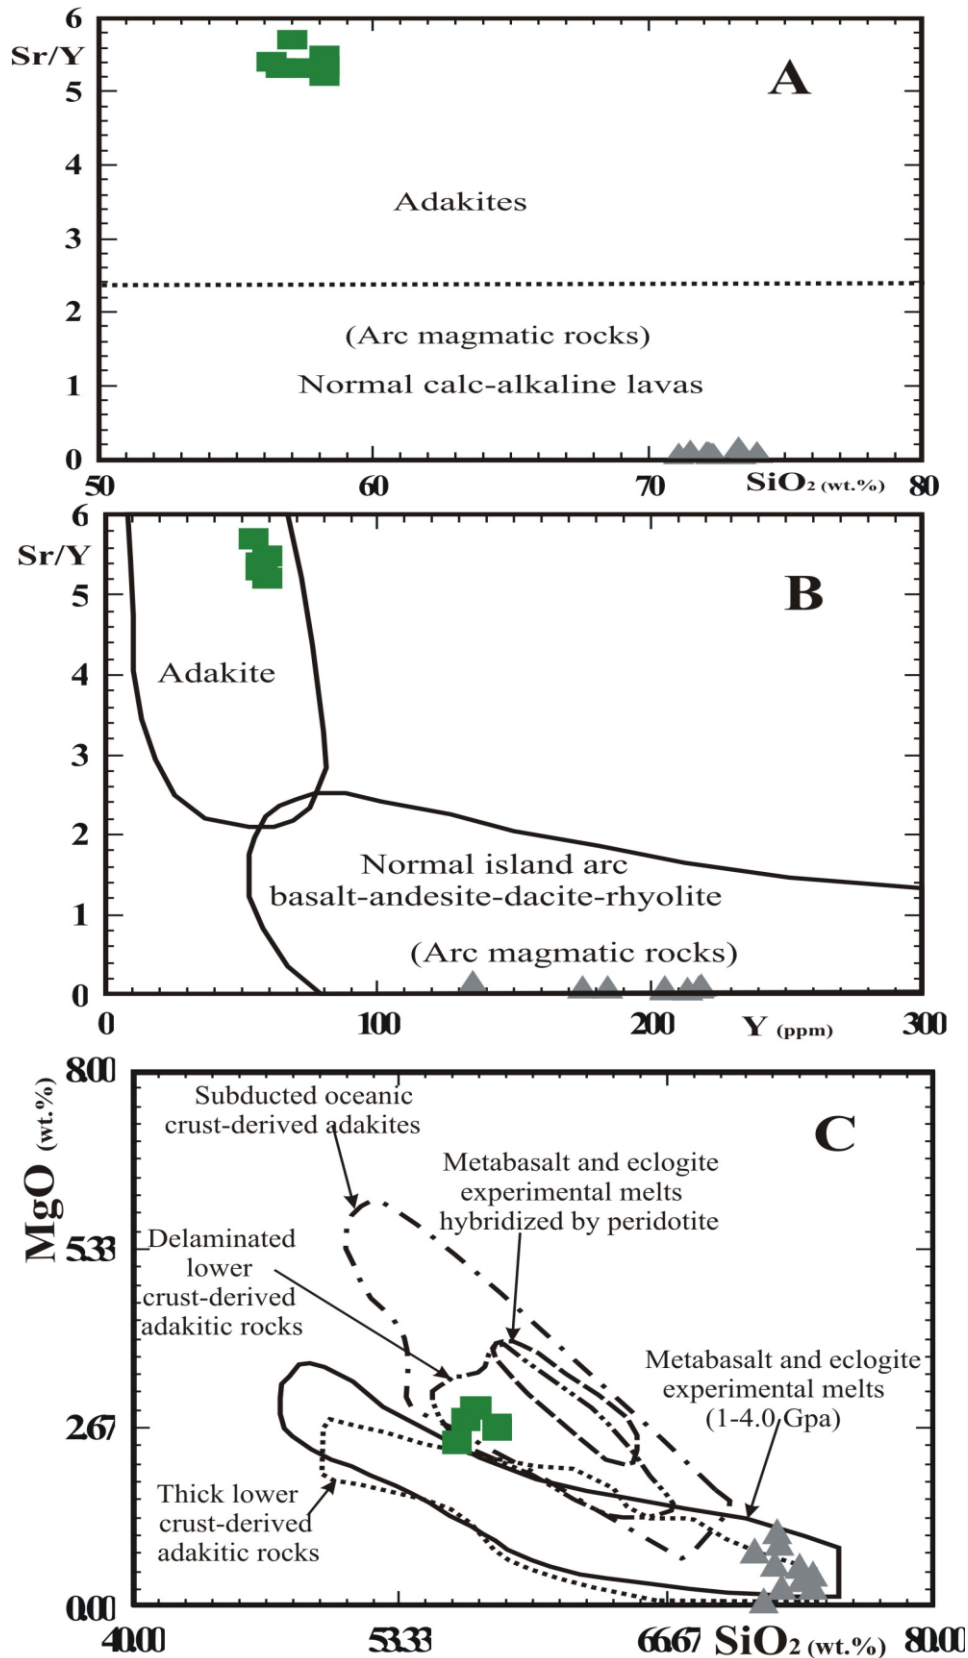 6
Sr/Y
5
A
4
Adakites
3
2
(Arc magmatic rocks)
1
Normal calc-alkaline lavas
0
50
60
70
SiO₂ (wt.%)
80
6
Sr/Y
5
B
4
Adakite
3
2
Normal island arc
basalt-andesite-dacite-rhyolite
1
(Arc magmatic rocks)
0
0
100
200
Y (ppm)
300
8.00
MgO (wt.%)
C
Subducted oceanic
crust-derived adakites
Metabasalt and eclogite
experimental melts
hybridized by peridotite
5.33
Delaminated
lower
crust-derived
adakitic rocks
Metabasalt and eclogite
experimental melts
(1-4.0 Gpa)
2.67
Thick lower
crust-derived
adakitic rocks
0.00
40.00
53.33
66.67
SiO₂ (wt.%)
80.00